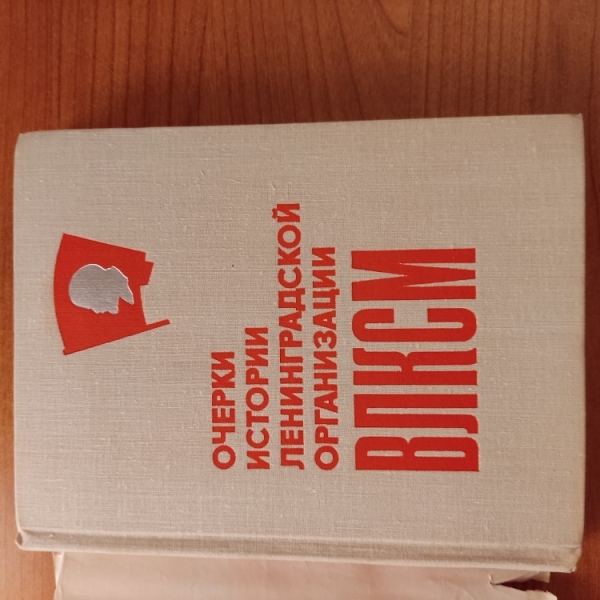 ОЧЕРКИ
ИСТОРИИ
ЛЕНИНГРАДСКОЙ
ОРГАНИЗАЦИИ
ВЛКСМ